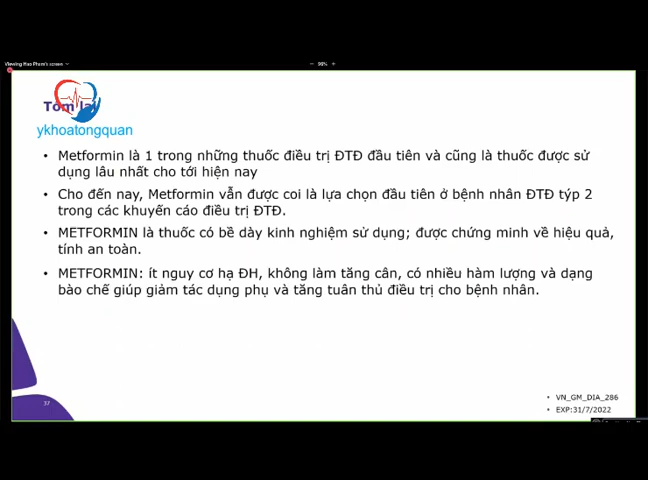 Viewing Hao Pham's screen
96%
Tóm lại
ykhoatongquan
• Metformin là 1 trong những thuốc điều trị ĐTĐ đầu tiên và cũng là thuốc được sử
dụng lâu nhất cho tới hiện nay
• Cho đến nay, Metformin vẫn được coi là lựa chọn đầu tiên ở bệnh nhân ĐTĐ týp 2
trong các khuyến cáo điều trị ĐTĐ.
• METFORMIN là thuốc có bề dày kinh nghiệm sử dụng; được chứng minh về hiệu quả,
tính an toàn.
• METFORMIN: ít nguy cơ hạ ĐH, không làm tăng cân, có nhiều hàm lượng và dạng
bào chế giúp giảm tác dụng phụ và tăng tuân thủ điều trị cho bệnh nhân.
37
• VN_GM_DIA_286
• EXP:31/7/2022